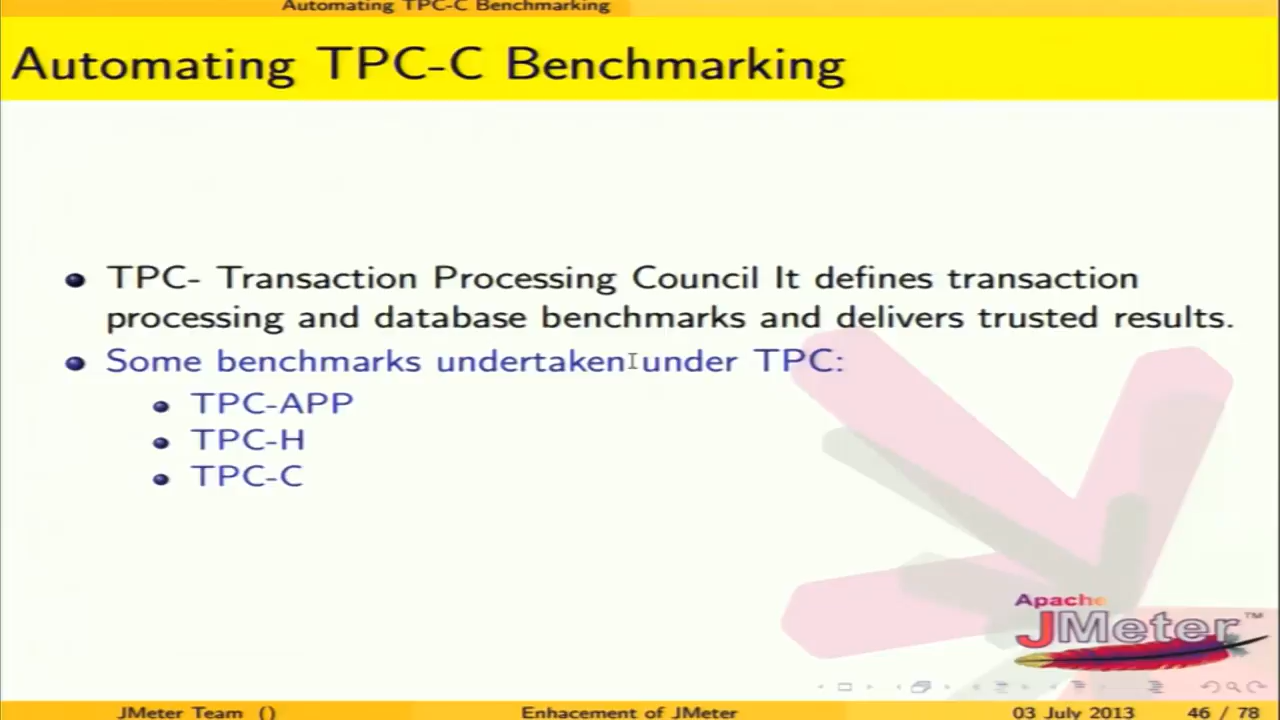 Automating TPC-C Benchmarking
Automating TPC-C Benchmarking
TPC- Transaction Processing Council It defines transaction
processing and database benchmarks and delivers trusted results.
Some benchmarks undertaken under TPC:
TPC-APP
TPC-H
TPC-C
Apache
JMeter™
JMeter Team () Enhacement of JMeter 03 July 2013 46 / 78